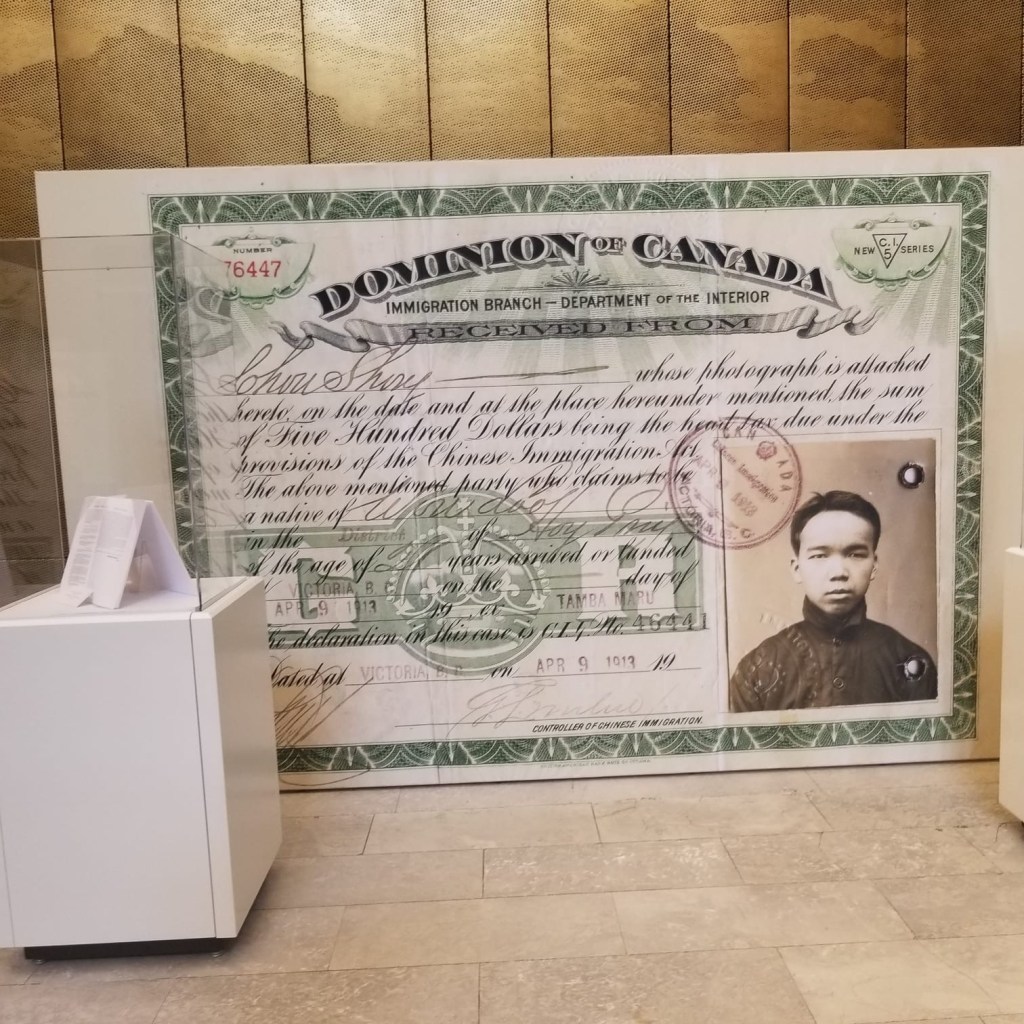 NUMBER
76447
NEW C.I. 5 SERIES
DOMINION OF CANADA
IMMIGRATION BRANCH — DEPARTMENT OF THE INTERIOR
RECEIVED FROM
whose photograph is attached
hereto, on the date and at the place hereunder mentioned, the sum
of Five Hundred Dollars being the head tax due under the
provisions of the Chinese Immigration Act.
The above mentioned party who claims to be
a native of
in the District of
of the age of years arrived or landed
VICTORIA, B. C. on the day of
APR 9 1913 19 ex TAMBA MARU
The declaration in this case is C.I.4 No.
Dated at VICTORIA, B. C. on APR 9 1913 19
CONTROLLER OF CHINESE IMMIGRATION.